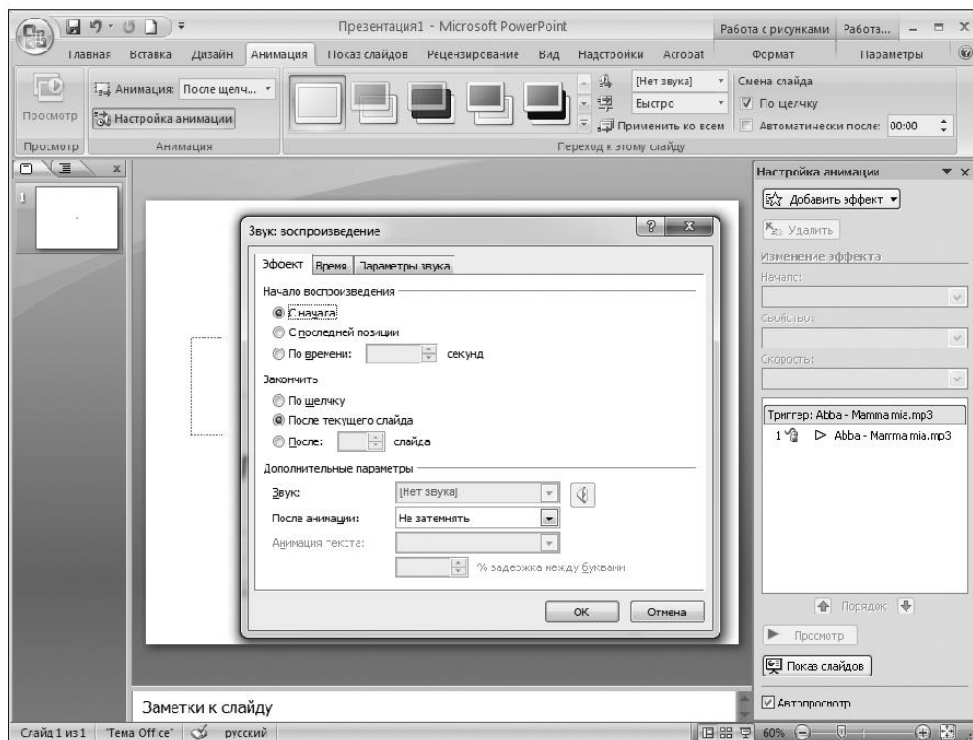 Презентация1 - Microsoft PowerPoint
Работа с рисунками
Работа...
Главная Вставка Дизайн Анимация Показ слайдов Рецензирование Вид Надстройки Acrobat Формат Параметры
Просмотр
Анимация: После щелч...
Настройка анимации
[Нет звука]
Быстро
Применить ко всем
Смена слайда
По щелчку
Автоматически после: 00:00
Просмотр Анимация Переход к этому слайду
1
Звук: воспроизведение
Эффект Время Параметры звука
Начало воспроизведения
С начала
С последней позиции
По времени: секунд
Закончить
По щелчку
После текущего слайда
После: слайда
Дополнительные параметры
Звук: [Нет звука]
После анимации: Не затемнять
Анимация текста:
% задержка между буквами
ОК Отмена
Настройка анимации
Добавить эффект
Удалить
Изменение эффекта
Начало:
Свойство:
Скорость:
Триггер: Abba - Mamma mia.mp3
1 Abba - Mamma mia.mp3
Порядок
Просмотр
Показ слайдов
Автопросмотр
Заметки к слайду
Слайд 1 из 1 "Тема Office" русский 60%